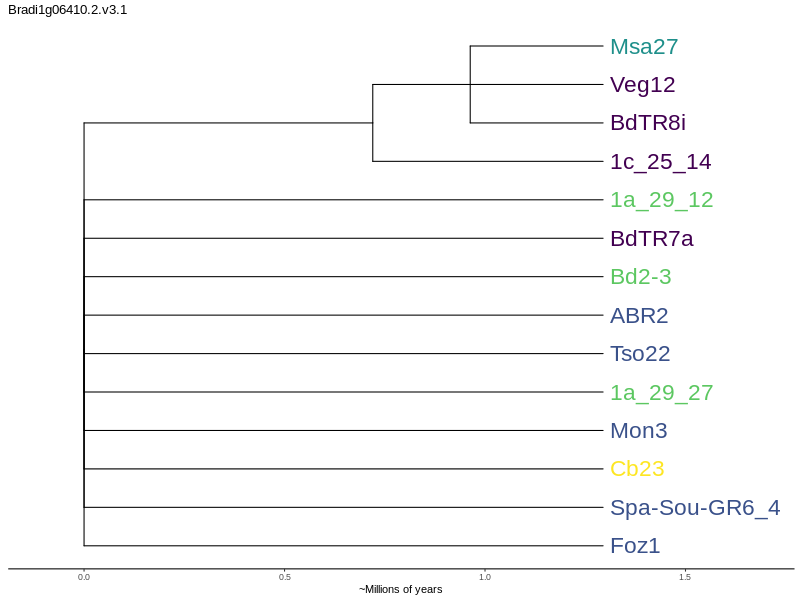 Bradi1g06410.2.v3.1
Msa27
Veg12
BdTR8i
1c_25_14
1a_29_12
BdTR7a
Bd2-3
ABR2
Tso22
1a_29_27
Mon3
Cb23
Spa-Sou-GR6_4
Foz1
0.0 0.5 1.0 1.5
~Millions of years